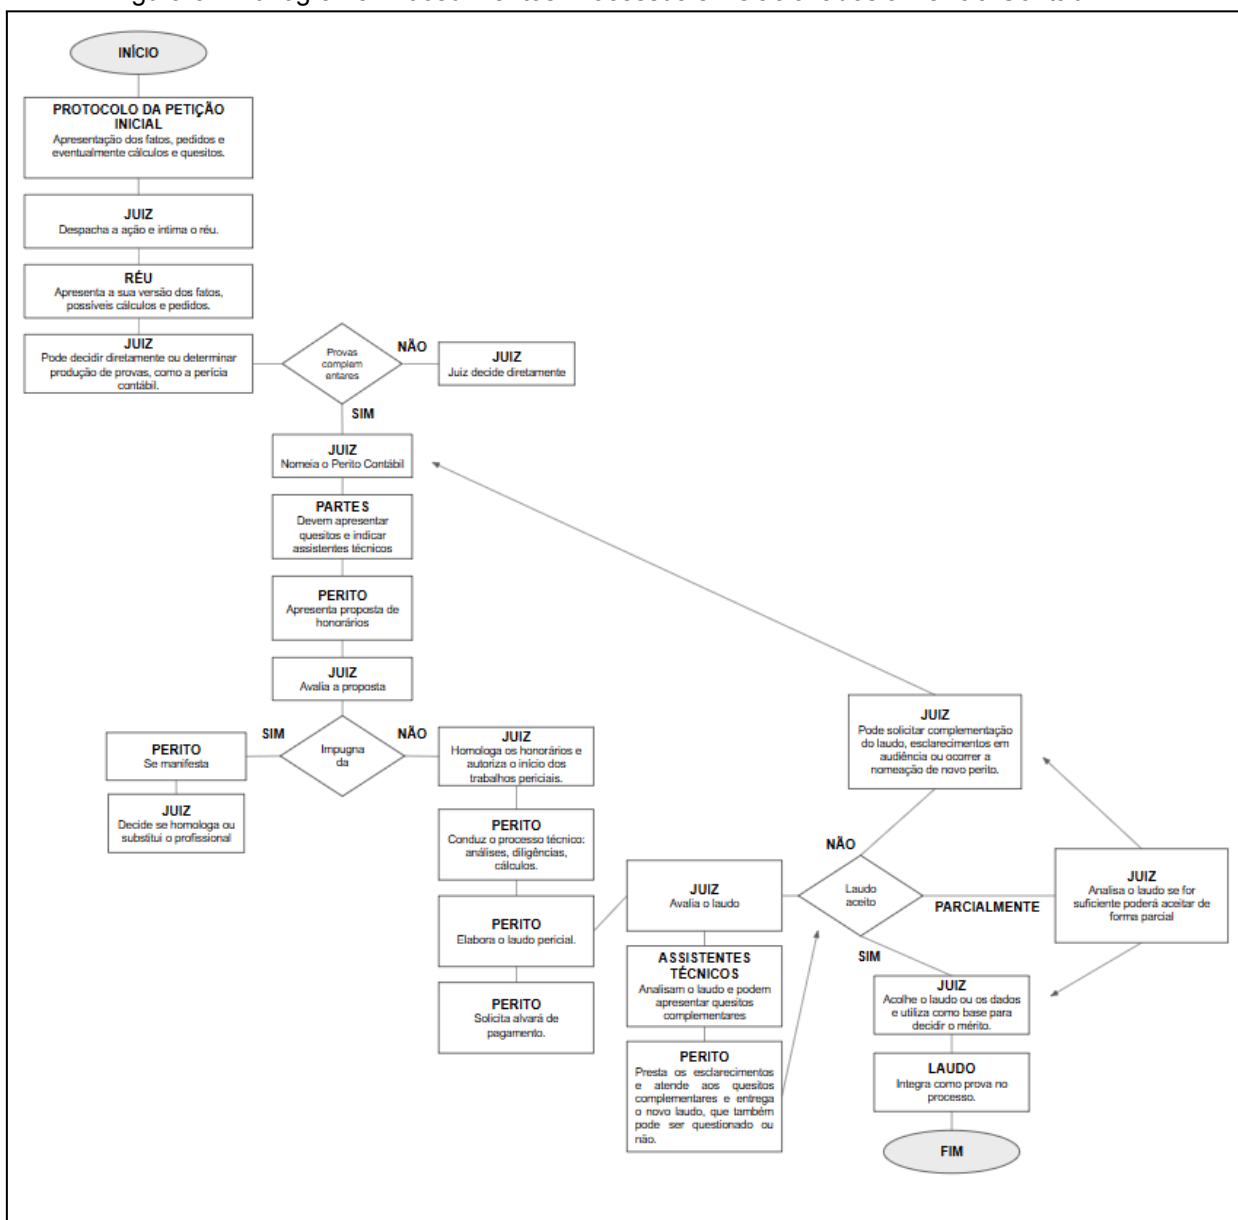 INÍCIO
PROTOCOLO DA PETIÇÃO
INICIAL
Apresentação dos fatos, pedidos e
eventualmente cálculos e quesitos.
JUIZ
Despacha a ação e intima o réu.
RÉU
Apresenta a sua versão dos fatos,
possíveis cálculos e pedidos.
JUIZ
Pode decidir diretamente ou determinar
produção de provas, como a perícia
contábil.
Provas
complem
entares
NÃO
JUIZ
Juiz decide diretamente
SIM
JUIZ
Nomeia o Perito Contábil
PARTES
Devem apresentar
quesitos e indicar
assistentes técnicos
PERITO
Apresenta proposta de
honorários
JUIZ
Avalia a proposta
Impugna
da
SIM
PERITO
Se manifesta
JUIZ
Decide se homologa ou
substitui o profissional
NÃO
JUIZ
Homologa os honorários e
autoriza o início dos
trabalhos periciais.
PERITO
Conduz o processo técnico:
análises, diligências,
cálculos.
PERITO
Elabora o laudo pericial.
PERITO
Solicita alvará de
pagamento.
JUIZ
Avalia o laudo
ASSISTENTES
TÉCNICOS
Analisam o laudo e podem
apresentar quesitos
complementares
PERITO
Presta os esclarecimentos
e atende aos quesitos
complementares e entrega
o novo laudo, que também
pode ser questionado ou
não.
Laudo
aceito
NÃO
JUIZ
Pode solicitar complementação
do laudo, esclarecimentos em
audiência ou ocorrer a
nomeação de novo perito.
PARCIALMENTE
JUIZ
Analisa o laudo se for
suficiente poderá aceitar de
forma parcial
SIM
JUIZ
Acolhe o laudo ou os dados
e utiliza como base para
decidir o mérito.
LAUDO
Integra como prova no
processo.
FIM